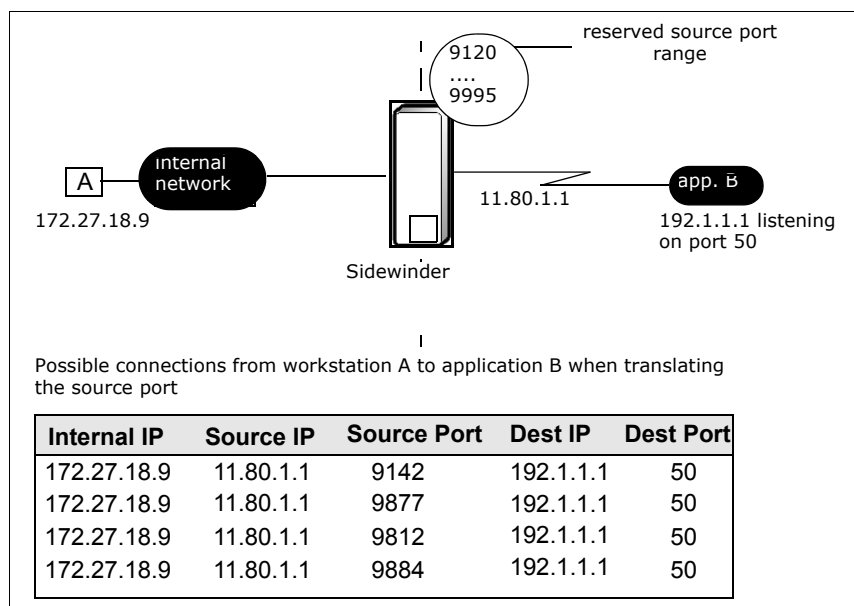 reserved source port
range
9120
....
9995
A
internal
network
172.27.18.9
11.80.1.1
app. B
192.1.1.1 listening
on port 50
Sidewinder
Possible connections from workstation A to application B when translating
the source port
Internal IP Source IP Source Port Dest IP Dest Port
172.27.18.9 11.80.1.1 9142 192.1.1.1 50
172.27.18.9 11.80.1.1 9877 192.1.1.1 50
172.27.18.9 11.80.1.1 9812 192.1.1.1 50
172.27.18.9 11.80.1.1 9884 192.1.1.1 50